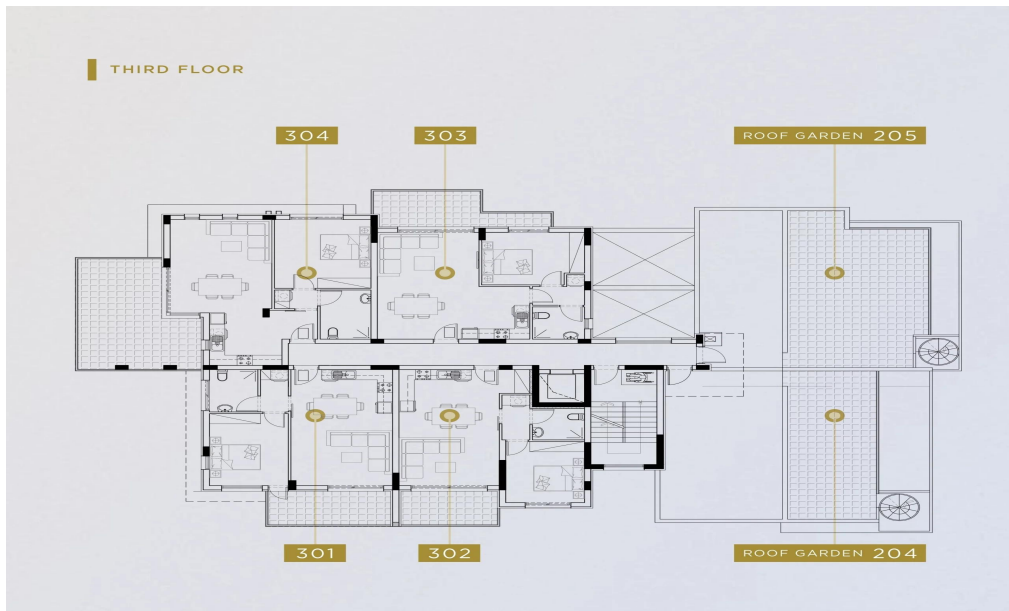 THIRD FLOOR
304
303
ROOF GARDEN 205
301
302
ROOF GARDEN 204